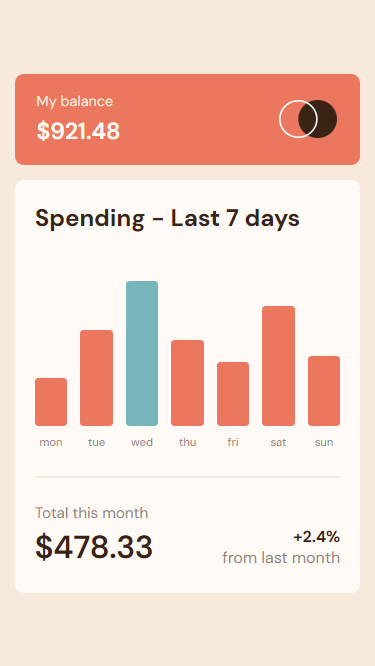 My balance
$921.48
Spending - Last 7 days
mon tue wed thu fri sat sun
Total this month
$478.33
+2.4%
from last month